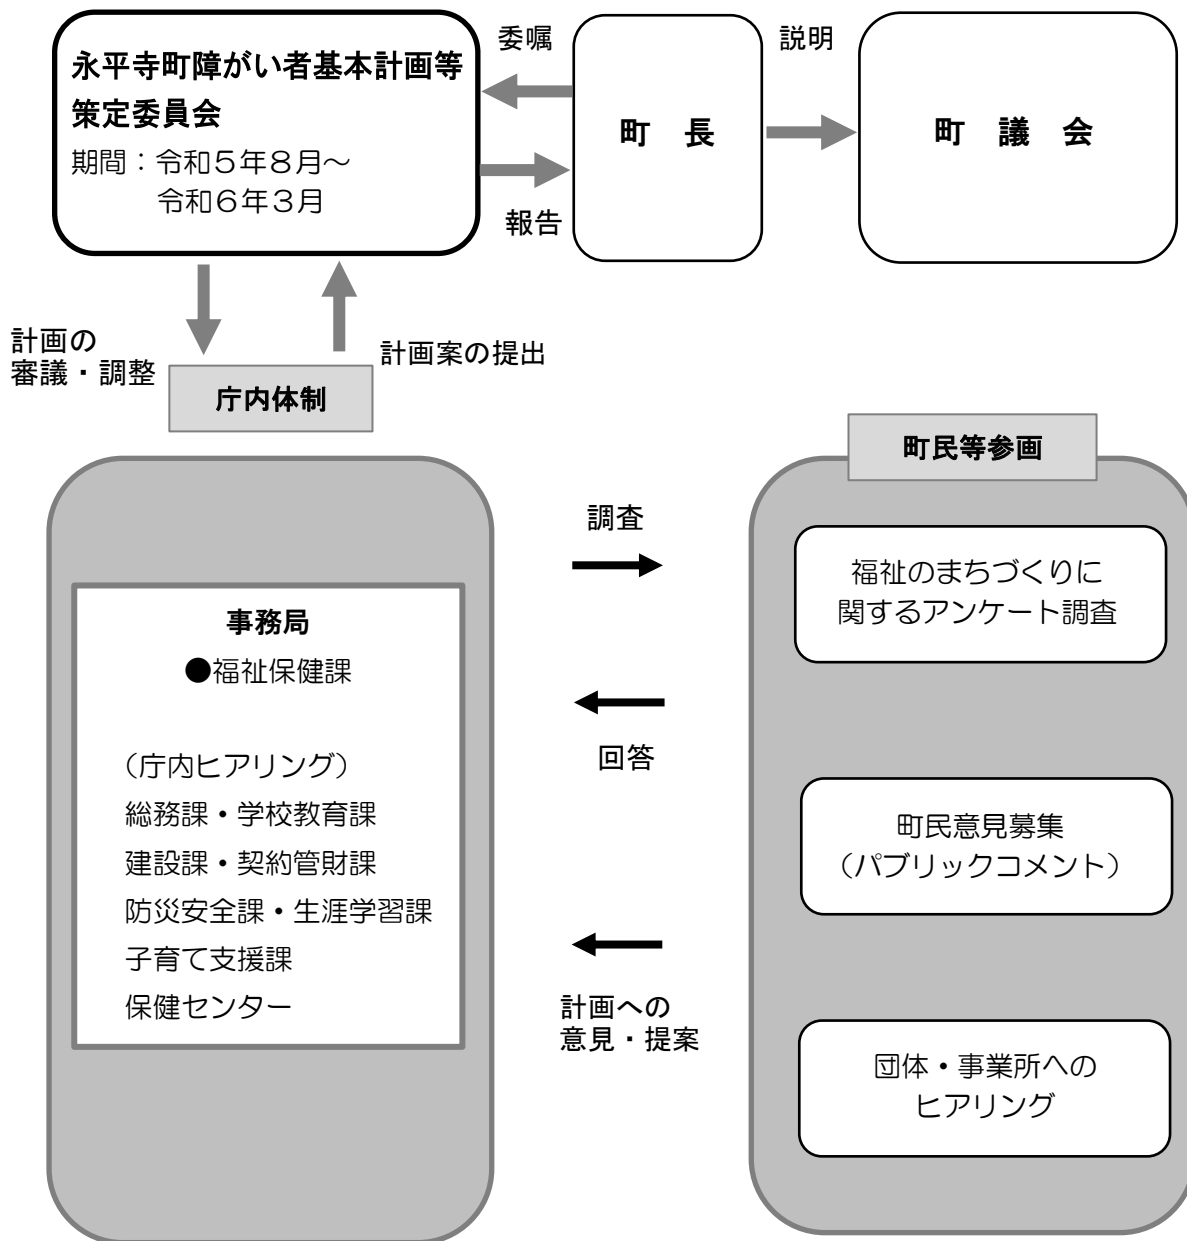 永平寺町障がい者基本計画等
策定委員会
期間：令和５年８月～
令和６年３月
委嘱
報告
町　長
説明
町　議　会
計画の
審議・調整
計画案の提出
庁内体制
事務局
●福祉保健課
（庁内ヒアリング）
総務課・学校教育課
建設課・契約管財課
防災安全課・生涯学習課
子育て支援課
保健センター
調査
回答
計画への
意見・提案
町民等参画
福祉のまちづくりに
関するアンケート調査
町民意見募集
（パブリックコメント）
団体・事業所への
ヒアリング